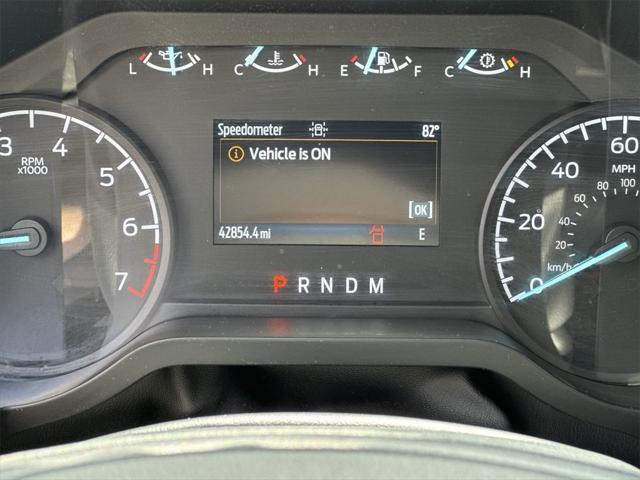 L H C H E F C H
Speedometer 82°
Vehicle is ON
[OK]
42854.4 mi E
P R N D M
3 4 5 6 7
RPM
x1000
0 20 40 60
MPH
20 40 60 80 100
km/h